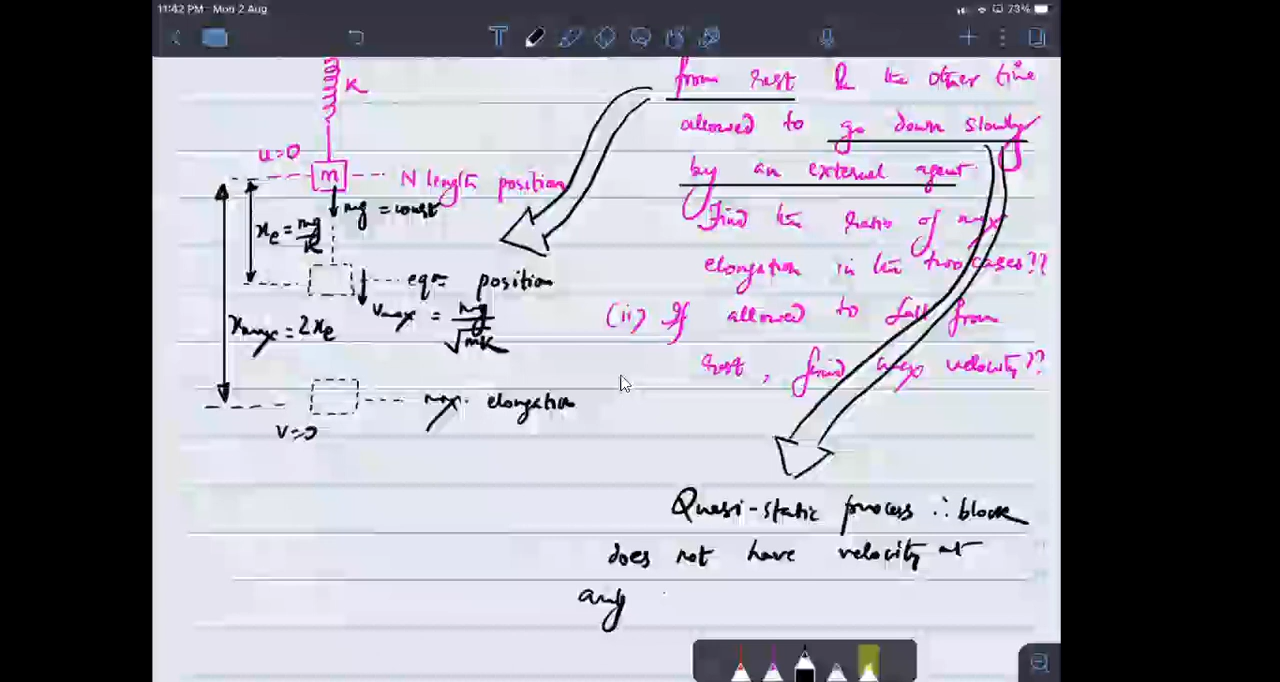 11:42 PM Mon 2 Aug
73%
K
from rest & the other time
allowed to go down slowly
by an external agent.
Find the ratio of max
elongation in the two cases??
(ii) If allowed to fall from
rest, find max velocity??
u=0
m
N length position
mg = const
xe = mg/K
eqm position
vmax = mg/√mK
xmax = 2xe
max. elongation
v=0
Quasi-static process ∴ block
does not have velocity at
any